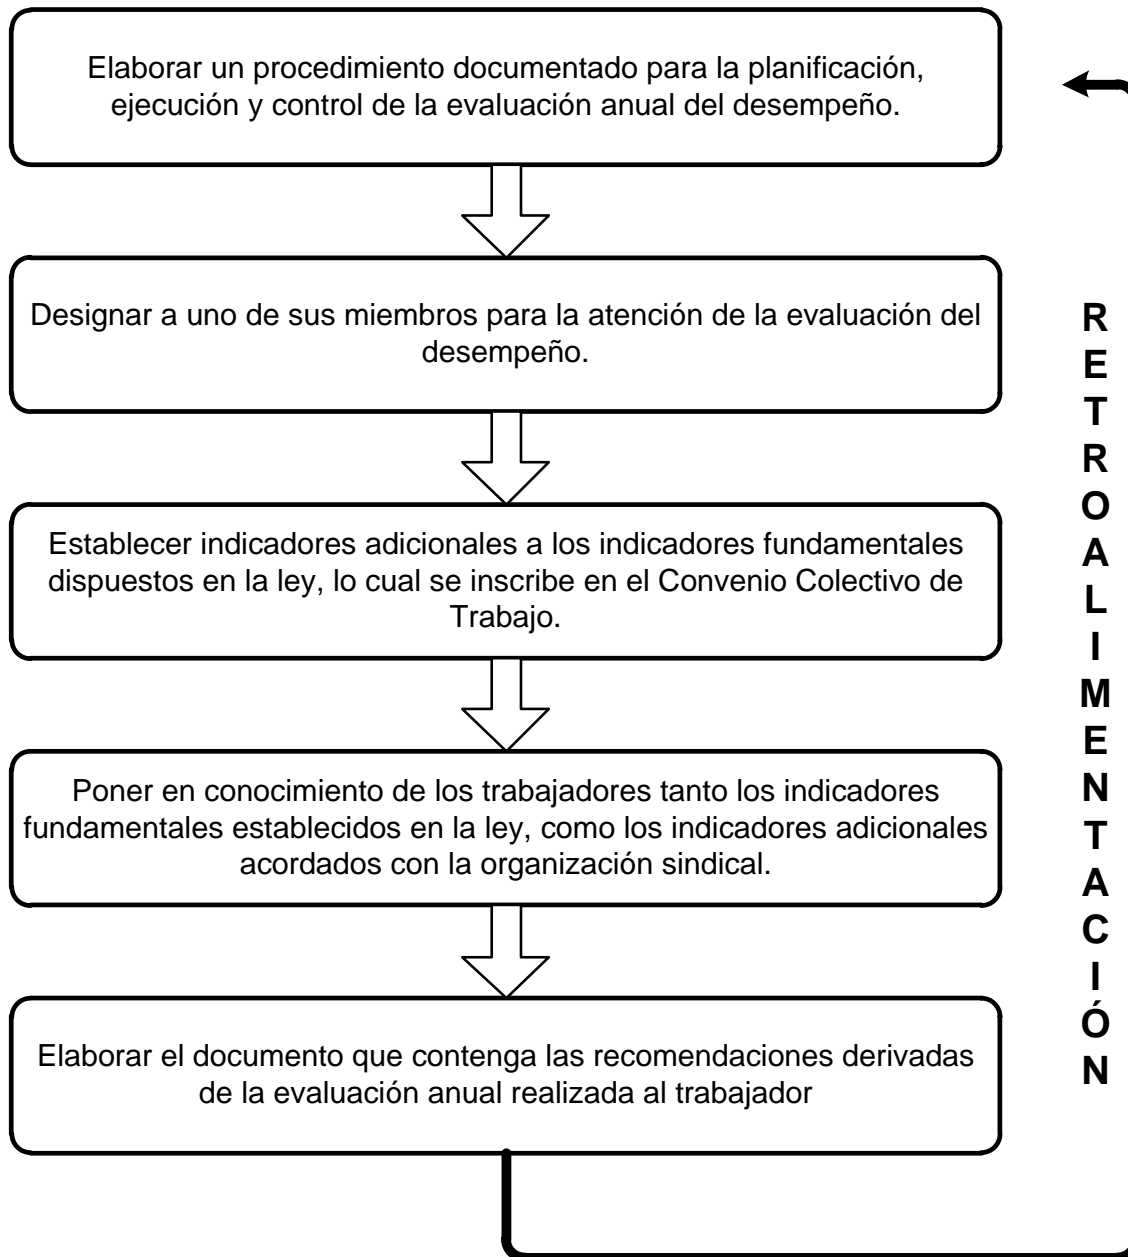 Elaborar un procedimiento documentado para la planificación,
ejecución y control de la evaluación anual del desempeño.
Designar a uno de sus miembros para la atención de la evaluación del
desempeño.
Establecer indicadores adicionales a los indicadores fundamentales
dispuestos en la ley, lo cual se inscribe en el Convenio Colectivo de
Trabajo.
Poner en conocimiento de los trabajadores tanto los indicadores
fundamentales establecidos en la ley, como los indicadores adicionales
acordados con la organización sindical.
Elaborar el documento que contenga las recomendaciones derivadas
de la evaluación anual realizada al trabajador
RETROALIMENTACIÓN